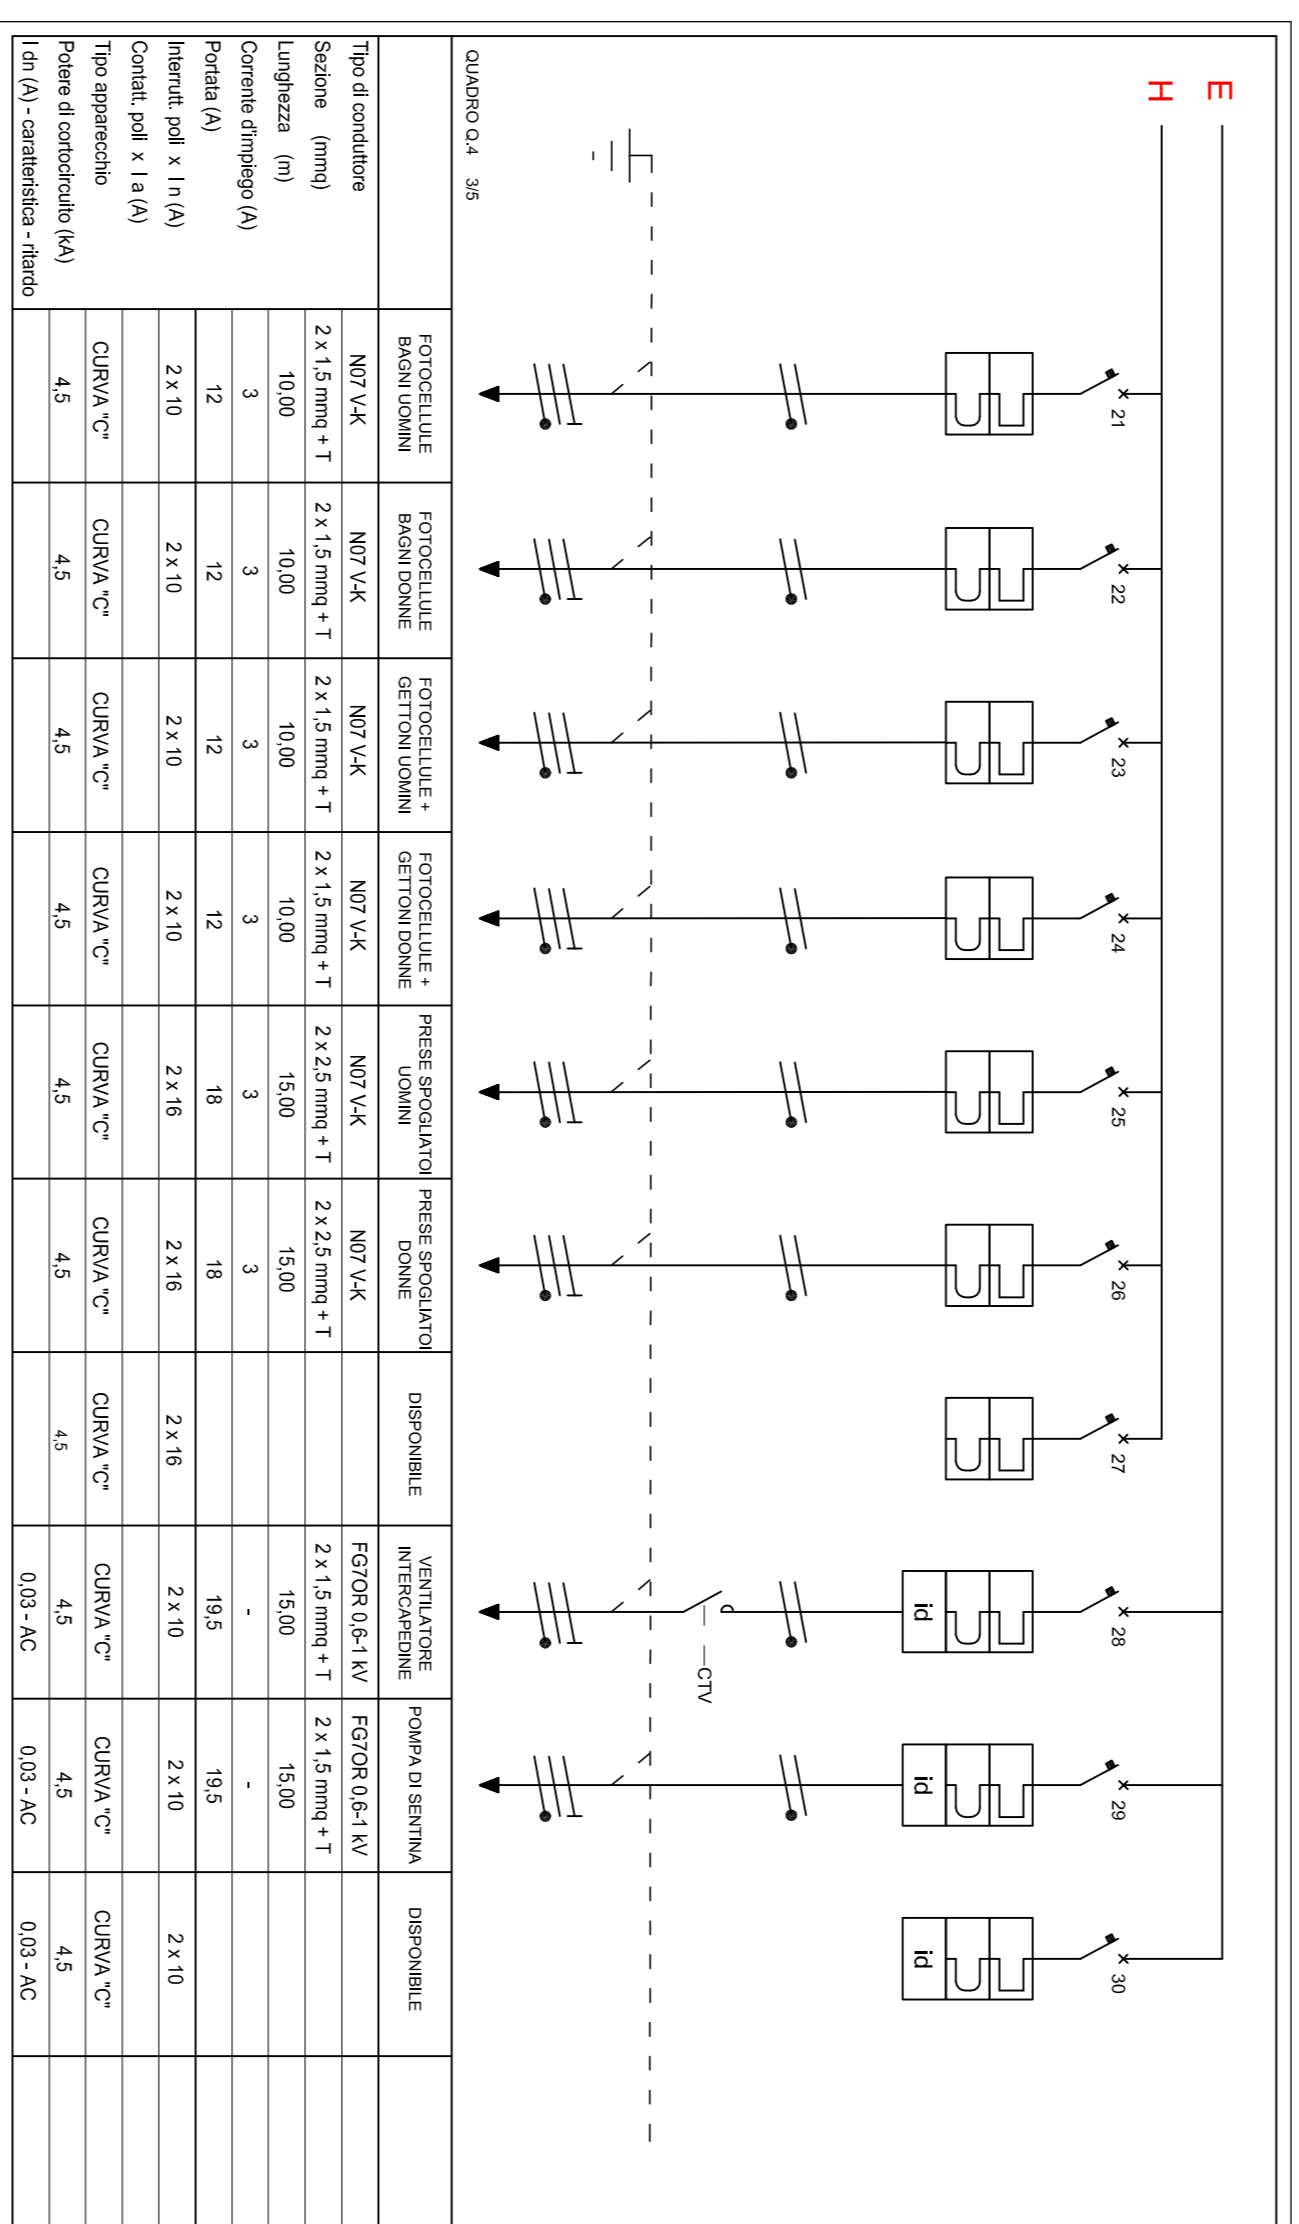 E
H
21 22 23 24 25 26 27 28 29 30
id id id
CTV
QUADRO Q.4 3/5
FOTOCELLULE BAGNI UOMINI
FOTOCELLULE BAGNI DONNE
FOTOCELLULE + GETTONI UOMINI
FOTOCELLULE + GETTONI DONNE
PRESE SPOGLIATOI UOMINI
PRESE SPOGLIATOI DONNE
DISPONIBILE
VENTILATORE INTERCAPEDINE
POMPA DI SENTINA
DISPONIBILE
Tipo di conduttore N07 V-K N07 V-K N07 V-K N07 V-K N07 V-K N07 V-K FG7OR 0,6-1 kV FG7OR 0,6-1 kV
Sezione (mmq) 2 x 1,5 mmq + T 2 x 1,5 mmq + T 2 x 1,5 mmq + T 2 x 1,5 mmq + T 2 x 2,5 mmq + T 2 x 2,5 mmq + T 2 x 1,5 mmq + T 2 x 1,5 mmq + T
Lunghezza (m) 10,00 10,00 10,00 10,00 15,00 15,00 15,00 15,00
Corrente d'impiego (A) 3 3 3 3 3 3 - -
Portata (A) 12 12 12 12 18 18 19,5 19,5
Interrutt. poli x I n (A) 2 x 10 2 x 10 2 x 10 2 x 10 2 x 16 2 x 16 2 x 16 2 x 10 2 x 10 2 x 10
Contatt. poli x I a (A)
Tipo apparecchio CURVA "C" CURVA "C" CURVA "C" CURVA "C" CURVA "C" CURVA "C" CURVA "C" CURVA "C" CURVA "C" CURVA "C"
Potere di cortocircuito (kA) 4,5 4,5 4,5 4,5 4,5 4,5 4,5 4,5 4,5 4,5
I dn (A) - caratteristica - ritardo 0,03 - AC 0,03 - AC 0,03 - AC